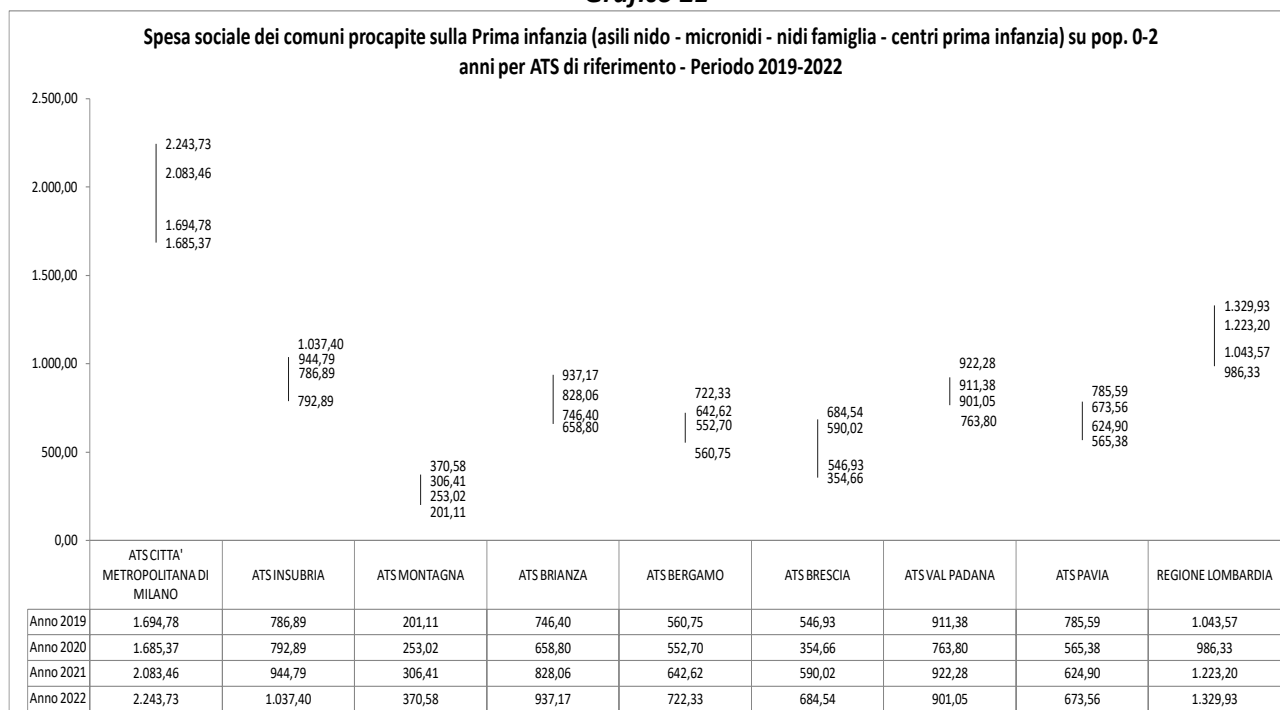 Spesa sociale dei comuni procapite sulla Prima infanzia (asili nido - micronidi - nidi famiglia - centri prima infanzia) su pop. 0-2
anni per ATS di riferimento - Periodo 2019-2022
2.500,00
2.000,00
1.500,00
1.000,00
500,00
0,00
2.243,73
2.083,46
1.694,78
1.685,37
1.037,40
944,79
786,89
792,89
370,58
306,41
253,02
201,11
937,17
828,06
746,40
658,80
722,33
642,62
552,70
560,75
684,54
590,02
546,93
354,66
922,28
911,38
901,05
763,80
785,59
673,56
624,90
565,38
1.329,93
1.223,20
1.043,57
986,33
ATS CITTA'
METROPOLITANA DI
MILANO
ATS INSUBRIA
ATS MONTAGNA
ATS BRIANZA
ATS BERGAMO
ATS BRESCIA
ATS VAL PADANA
ATS PAVIA
REGIONE LOMBARDIA
Anno 2019 1.694,78 786,89 201,11 746,40 560,75 546,93 911,38 785,59 1.043,57
Anno 2020 1.685,37 792,89 253,02 658,80 552,70 354,66 763,80 565,38 986,33
Anno 2021 2.083,46 944,79 306,41 828,06 642,62 590,02 922,28 624,90 1.223,20
Anno 2022 2.243,73 1.037,40 370,58 937,17 722,33 684,54 901,05 673,56 1.329,93